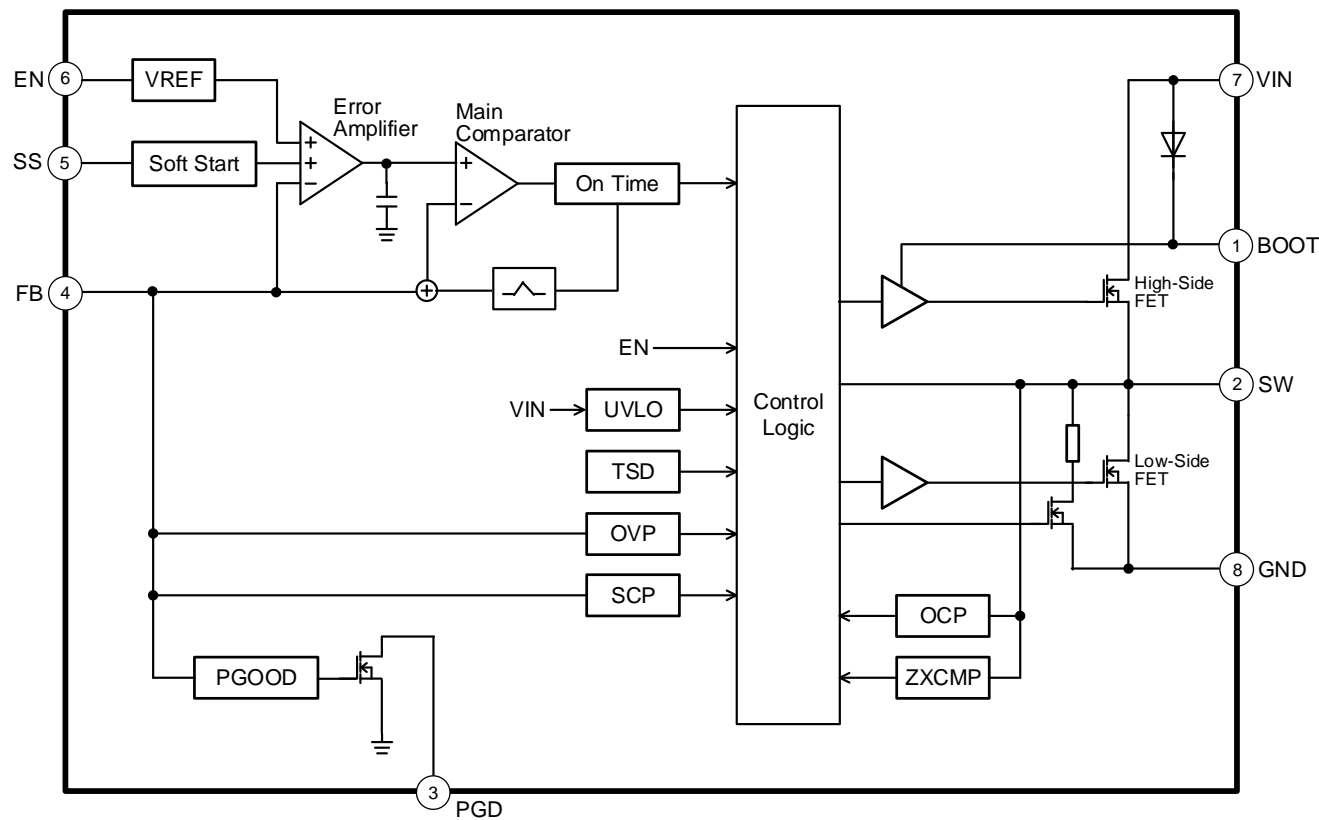 EN 6
VREF
7 VIN
Error
Amplifier
Main
Comparator
+
+
−
SS 5
Soft Start
+
−
On Time
1 BOOT
FB 4
+
High-Side
FET
EN
2 SW
VIN
UVLO
Control
Logic
TSD
Low-Side
FET
OVP
8 GND
SCP
OCP
PGOOD
ZXCMP
3
PGD